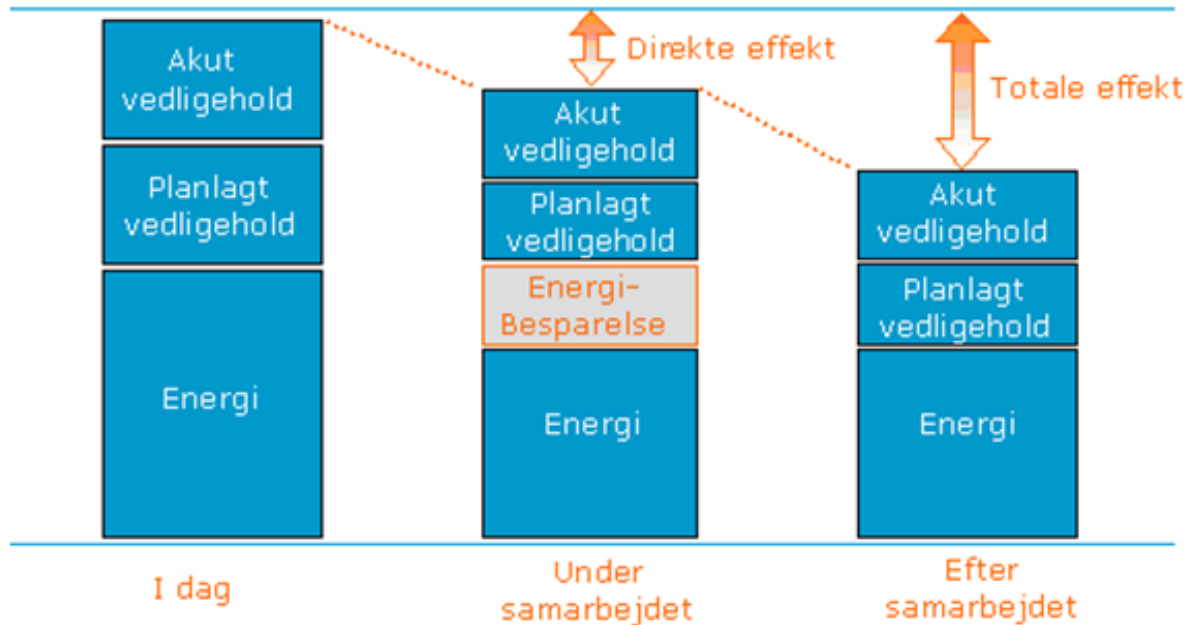 Akut
vedligehold
Planlagt
vedligehold
Energi
I dag
Direkte effekt
Akut
vedligehold
Planlagt
vedligehold
Energi-
Besparelse
Energi
Under
samarbejdet
Totale effekt
Akut
vedligehold
Planlagt
vedligehold
Energi
Efter
samarbejdet